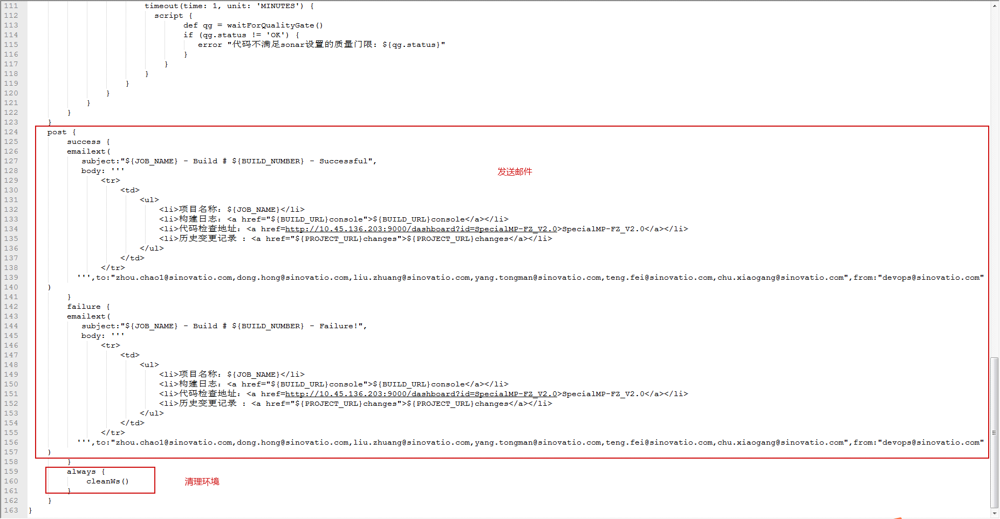 111 timeout(time: 1, unit: 'MINUTES') {
112 script {
113 def qg = waitForQualityGate()
114 if (qg.status != 'OK') {
115 error "代码不满足sonar设置的质量门限：${qg.status}"
116 }
117 }
118 }
119 }
120 }
121 }
122 }
123 }
124 post {
125 success {
126 emailext(
127 subject:"${JOB_NAME} - Build # ${BUILD_NUMBER} - Successful",
128 body: '''
发送邮件
129 <tr>
130 <td>
131 <ul>
132 <li>项目名称：${JOB_NAME}</li>
133 <li>构建日志：<a href="${BUILD_URL}console">${BUILD_URL}console</a></li>
134 <li>代码检查地址：<a href=http://10.45.136.203:9000/dashboard?id=SpecialMP-FZ_V2.0>SpecialMP-FZ_V2.0</a></li>
135 <li>历史变更记录 : <a href="${PROJECT_URL}changes">${PROJECT_URL}changes</a></li>
136 </ul>
137 </td>
138 </tr>
139 ''',to:"zhou.chao1@sinovatio.com,dong.hong@sinovatio.com,liu.zhuang@sinovatio.com,yang.tongman@sinovatio.com,teng.fei@sinovatio.com,chu.xiaogang@sinovatio.com",from:"devops@sinovatio.com"
140 )
141 }
142 failure {
143 emailext(
144 subject:"${JOB_NAME} - Build # ${BUILD_NUMBER} - Failure!",
145 body: '''
146 <tr>
147 <td>
148 <ul>
149 <li>项目名称：${JOB_NAME}</li>
150 <li>构建日志：<a href="${BUILD_URL}console">${BUILD_URL}console</a></li>
151 <li>代码检查地址：<a href=http://10.45.136.203:9000/dashboard?id=SpecialMP-FZ_V2.0>SpecialMP-FZ_V2.0</a></li>
152 <li>历史变更记录 : <a href="${PROJECT_URL}changes">${PROJECT_URL}changes</a></li>
153 </ul>
154 </td>
155 </tr>
156 ''',to:"zhou.chao1@sinovatio.com,dong.hong@sinovatio.com,liu.zhuang@sinovatio.com,yang.tongman@sinovatio.com,teng.fei@sinovatio.com,chu.xiaogang@sinovatio.com",from:"devops@sinovatio.com"
157 )
158 }
159 always {
160 cleanWs()
清理环境
161 }
162 }
163 }